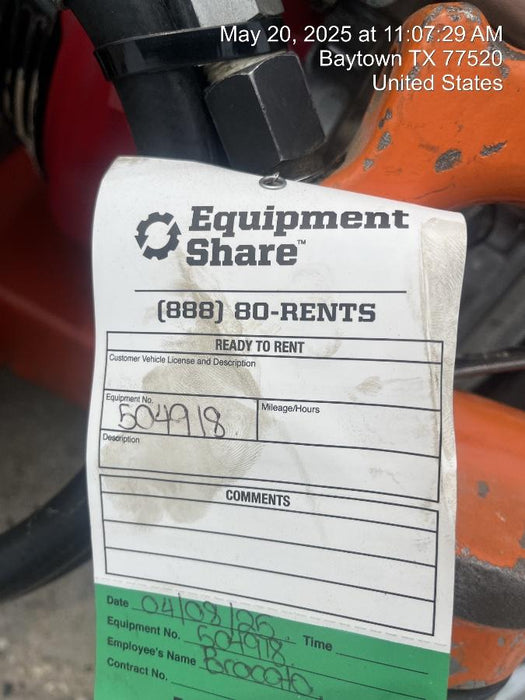 May 20, 2025 at 11:07:29 AM
Baytown TX 77520
United States
Equipment
Share™
(888) 80-RENTS
READY TO RENT
Customer Vehicle License and Description
Equipment No.
504918
Mileage/Hours
Description
COMMENTS
Date 04/08/25
Equipment No. 504918 Time
Employee's Name
Contract No.